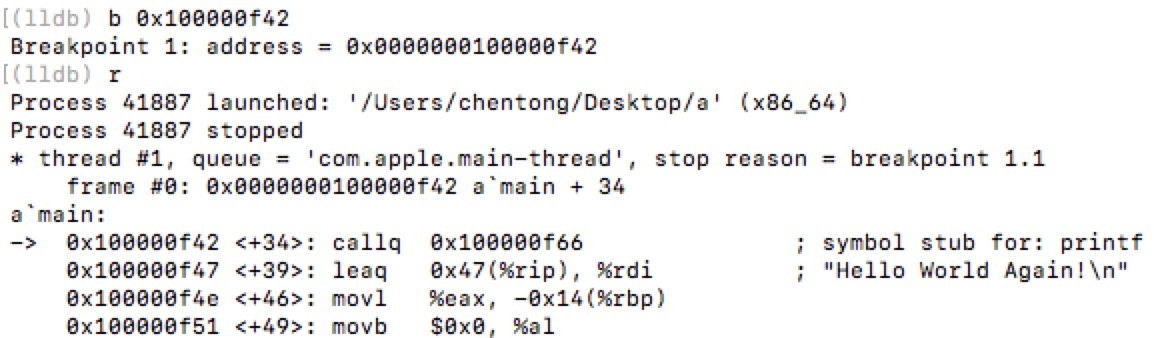 [(lldb) b 0x100000f42
Breakpoint 1: address = 0x0000000100000f42
[(lldb) r
Process 41887 launched: '/Users/chentong/Desktop/a' (x86_64)
Process 41887 stopped
* thread #1, queue = 'com.apple.main-thread', stop reason = breakpoint 1.1
    frame #0: 0x0000000100000f42 a`main + 34
a`main:
->  0x100000f42 <+34>: callq  0x100000f66               ; symbol stub for: printf
    0x100000f47 <+39>: leaq   0x47(%rip), %rdi          ; "Hello World Again!\n"
    0x100000f4e <+46>: movl   %eax, -0x14(%rbp)
    0x100000f51 <+49>: movb   $0x0, %al